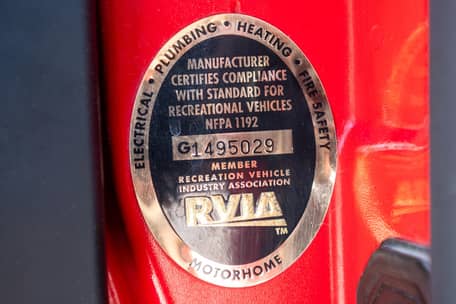 ELECTRICAL • PLUMBING • HEATING • FIRE SAFETY
MANUFACTURER
CERTIFIES COMPLIANCE
WITH STANDARD FOR
RECREATIONAL VEHICLES
NFPA 1192
G1495029
MEMBER
RECREATION VEHICLE
INDUSTRY ASSOCIATION
RVIA
TM
MOTORHOME